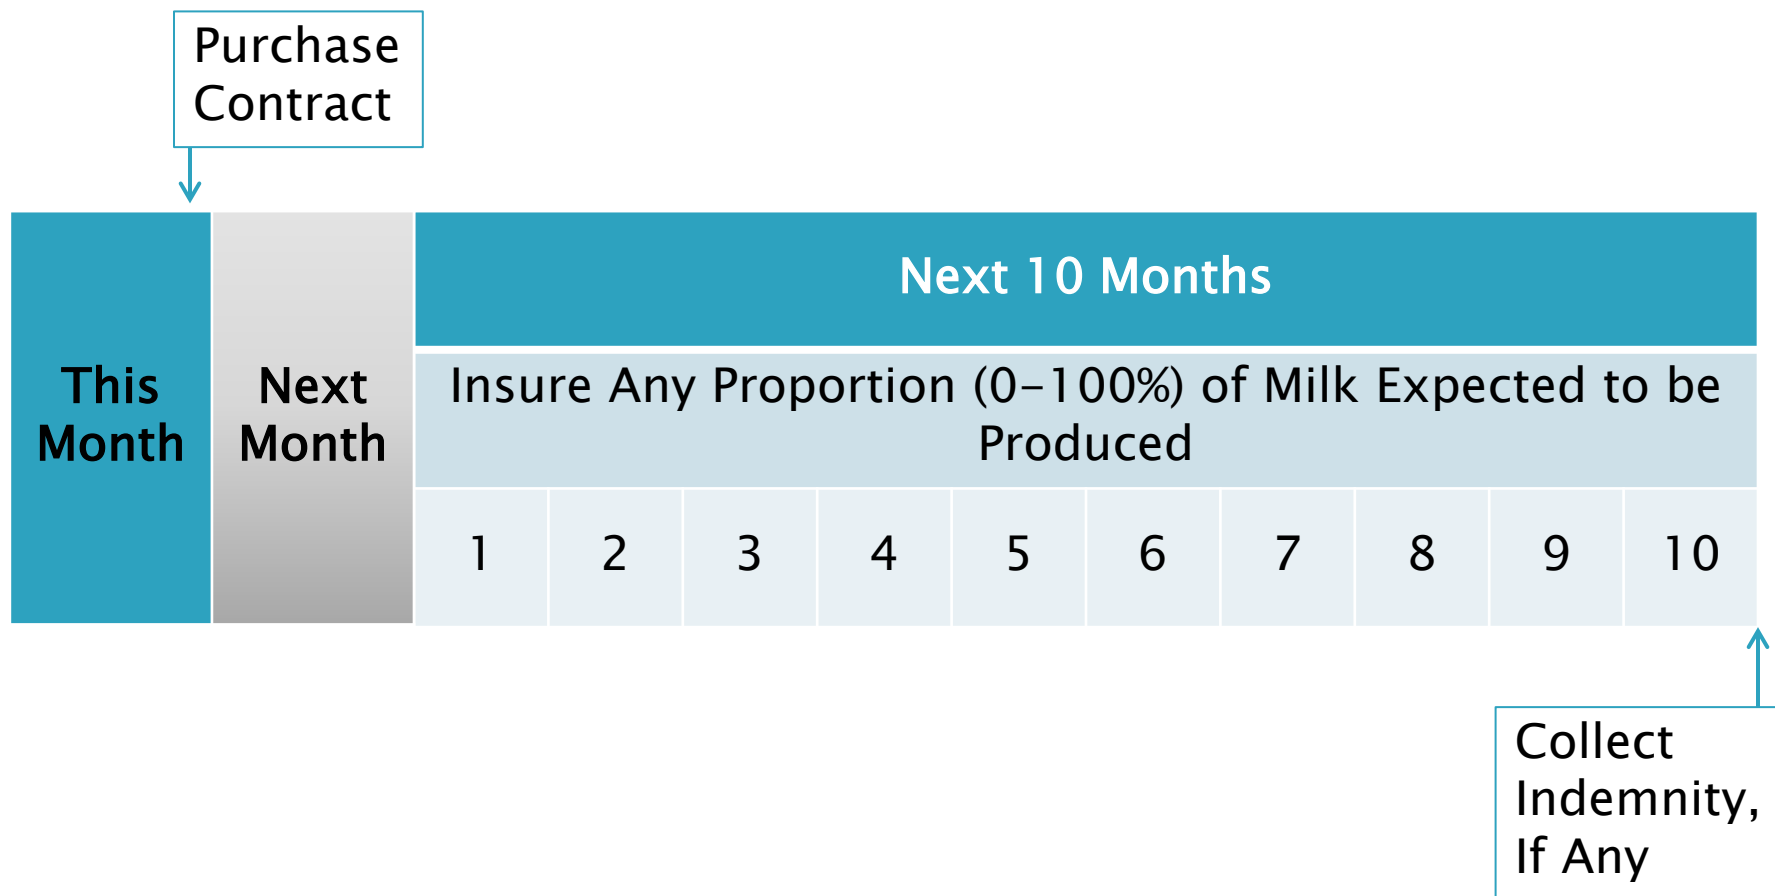 Purchase
Contract
This
Month
Next
Month
Next 10 Months
Insure Any Proportion (0-100%) of Milk Expected to be
Produced
1 2 3 4 5 6 7 8 9 10
Collect
Indemnity,
If Any